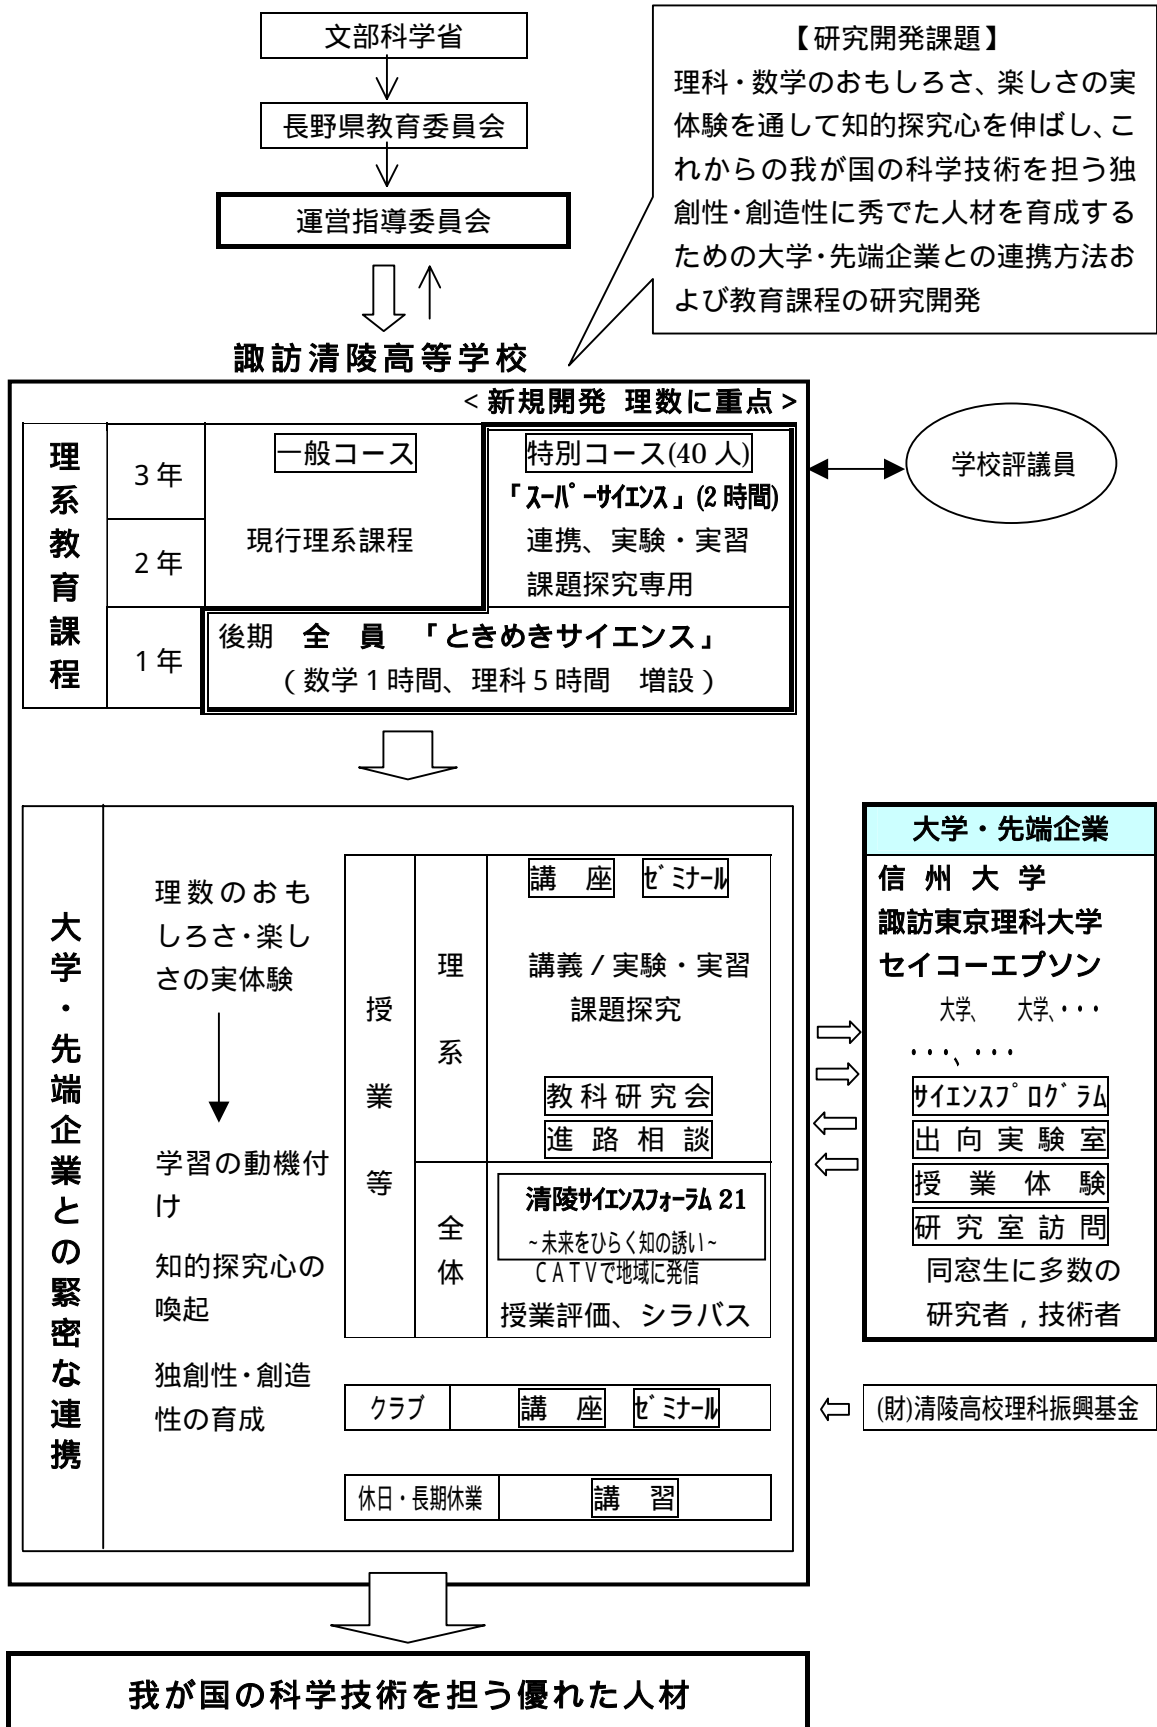 文部科学省
長野県教育委員会
運営指導委員会
【研究開発課題】
理科・数学のおもしろさ、楽しさの実
体験を通して知的探究心を伸ばし、こ
れからの我が国の科学技術を担う独
創性・創造性に秀でた人材を育成する
ための大学・先端企業との連携方法お
よび教育課程の研究開発
諏訪清陵高等学校
<新規開発 理数に重点>
理系教育課程
3年
2年
1年
一般コース
現行理系課程
特別コース(40人)
「スーパーサイエンス」(2時間)
連携、実験・実習
課題探究専用
後期 全 員 「ときめきサイエンス」
(数学1時間、理科5時間 増設)
学校評議員
大学・先端企業との緊密な連携
理数のおも
しろさ・楽し
さの実体験
学習の動機付
け
知的探究心の
喚起
独創性・創造
性の育成
授業等
理系
講 座 ゼミナール
講義/実験・実習
課題探究
教科研究会
進路相談
全体
清陵サイエンスフォーラム21
~未来をひらく知の誘い~
CATVで地域に発信
授業評価、シラバス
クラブ
講 座 ゼミナール
休日・長期休業
講 習
大学・先端企業
信州大学
諏訪東京理科大学
セイコーエプソン
大学、 大学、・・・
・・・、・・・
サイエンスプログラム
出向実験室
授業体験
研究室訪問
同窓生に多数の
研究者,技術者
(財)清陵高校理科振興基金
我が国の科学技術を担う優れた人材